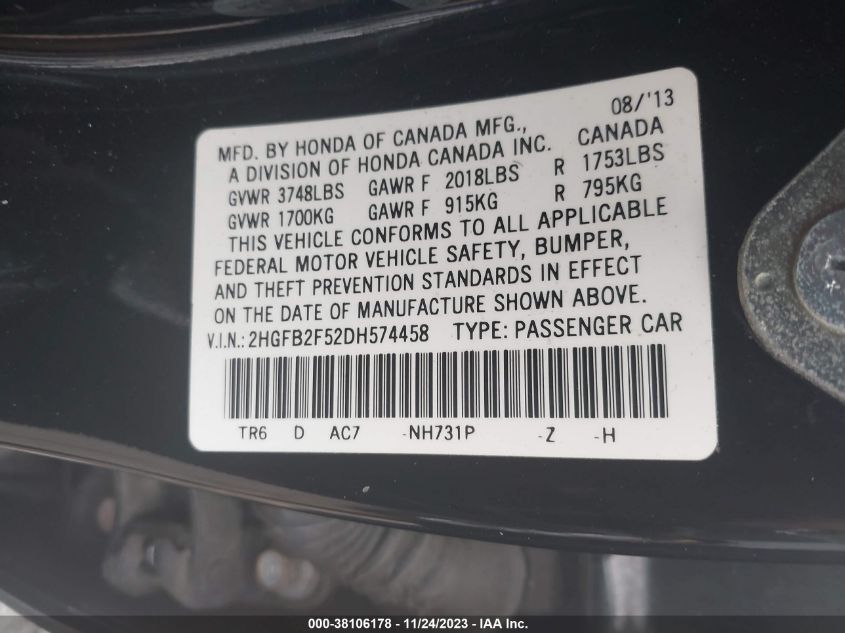 08/'13
MFD. BY HONDA OF CANADA MFG.,
A DIVISION OF HONDA CANADA INC. CANADA
GVWR 3748LBS GAWR F 2018LBS R 1753LBS
GVWR 1700KG GAWR F 915KG R 795KG
THIS VEHICLE CONFORMS TO ALL APPLICABLE
FEDERAL MOTOR VEHICLE SAFETY, BUMPER,
AND THEFT PREVENTION STANDARDS IN EFFECT
ON THE DATE OF MANUFACTURE SHOWN ABOVE.
V.I.N.: 2HGFB2F52DH574458 TYPE: PASSENGER CAR
TR6 D AC7 -NH731P -Z -H
000-38106178 - 11/24/2023 - IAA Inc.